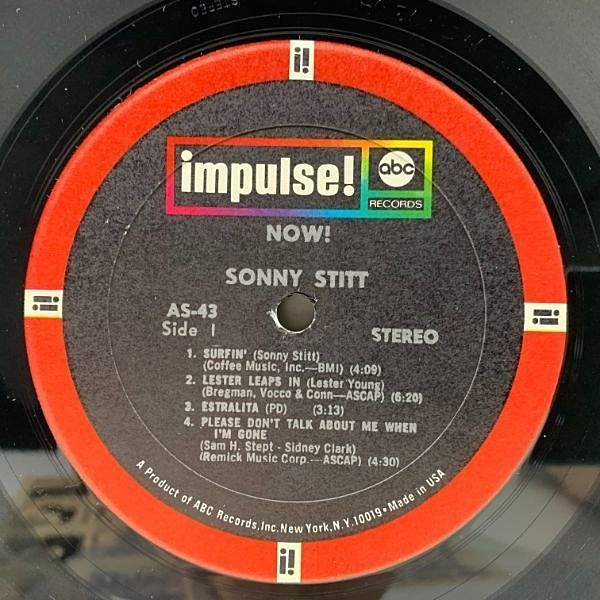 STEREO
i!
impulse! abc
RECORDS
NOW!
SONNY STITT
AS-43
Side 1 STEREO
1. SURFIN' (Sonny Stitt)
(Coffee Music, Inc.—BMI) (4:09)
2. LESTER LEAPS IN (Lester Young)
(Bregman, Vocco & Conn—ASCAP) (6:20)
3. ESTRALITA (PD) (3:13)
4. PLEASE DON'T TALK ABOUT ME WHEN
I'M GONE
(Sam H. Stept - Sidney Clark)
(Remick Music Corp.—ASCAP) (4:30)
A Product of ABC Records, Inc. New York, N.Y. 10019 • Made in USA
i!
i!
i!